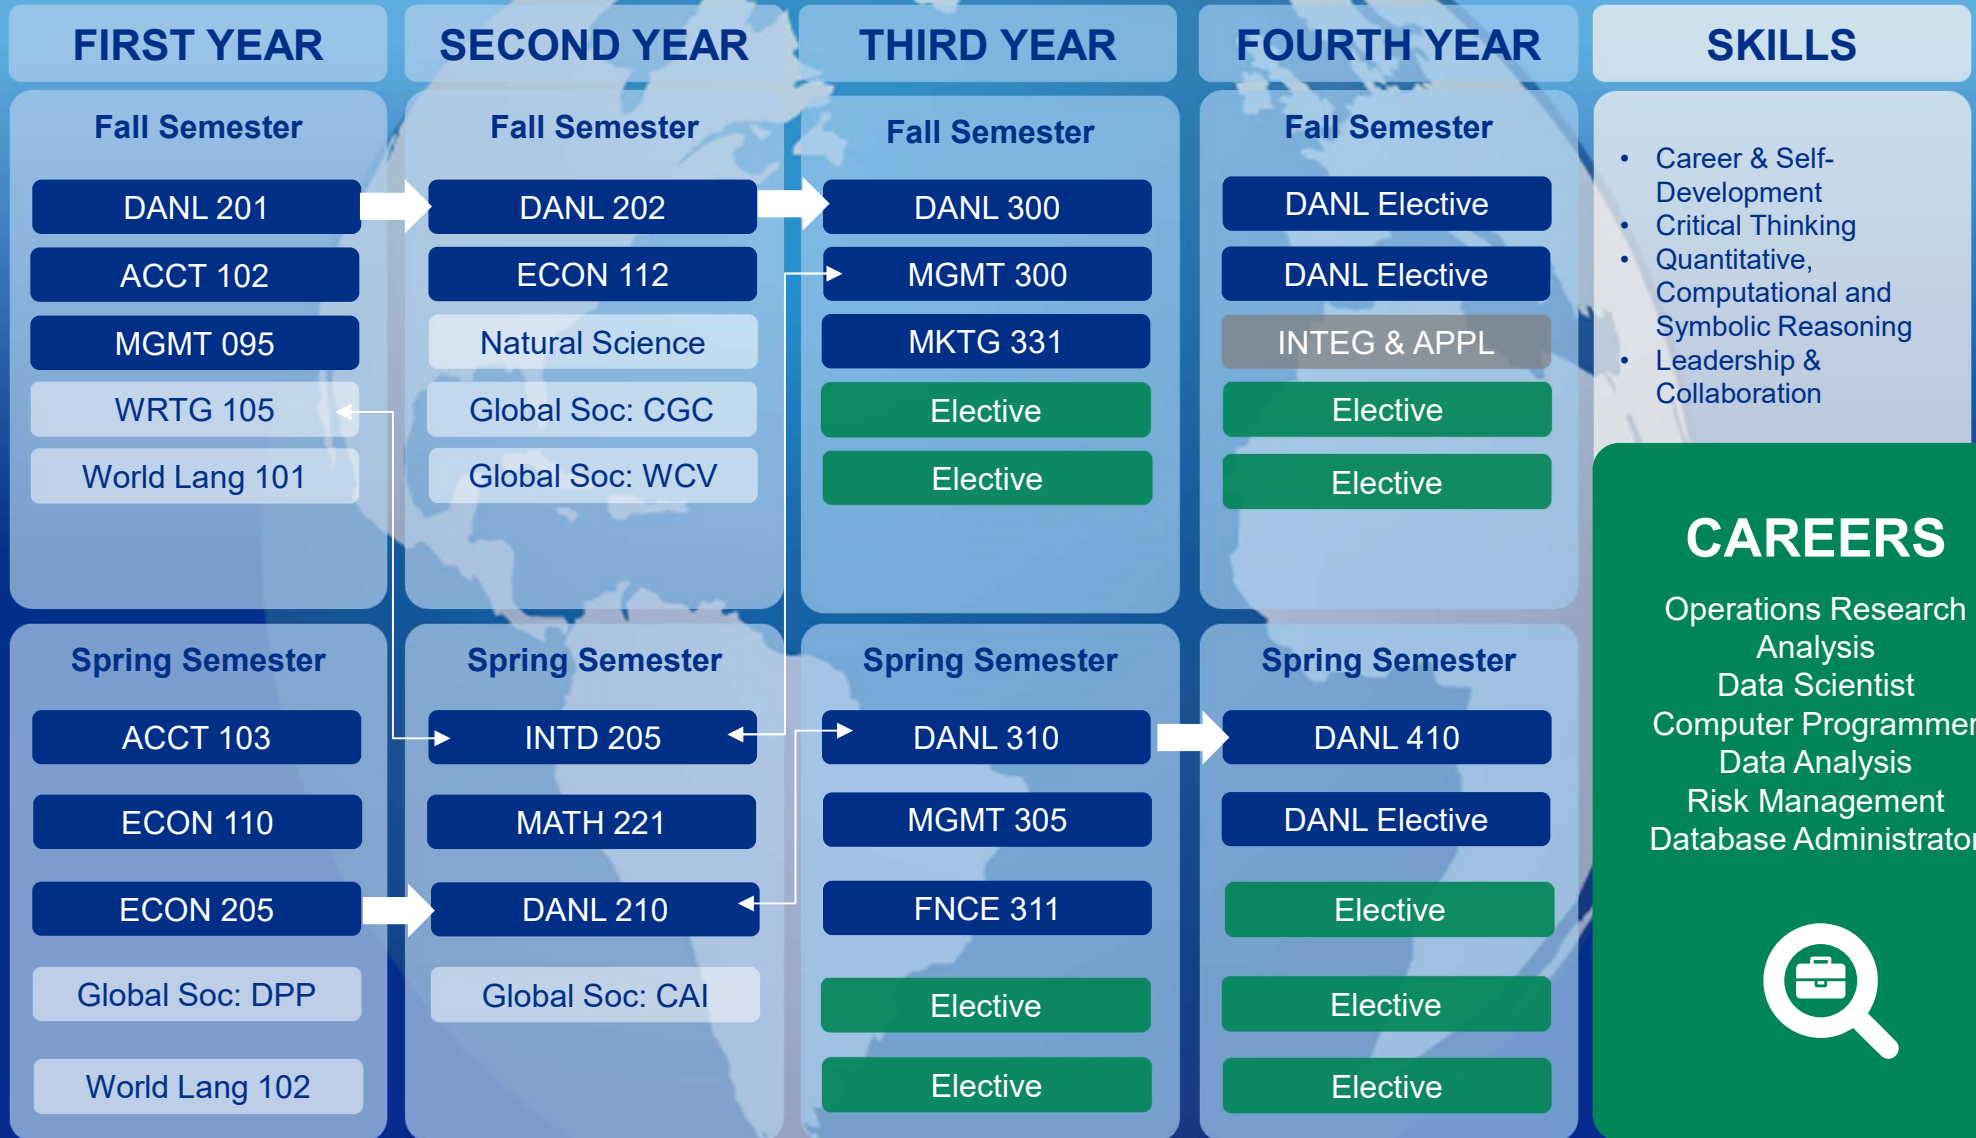 FIRST YEAR
Fall Semester
DANL 201
ACCT 102
MGMT 095
WRTG 105
World Lang 101
Spring Semester
ACCT 103
ECON 110
ECON 205
Global Soc: DPP
World Lang 102
SECOND YEAR
Fall Semester
DANL 202
ECON 112
Natural Science
Global Soc: CGC
Global Soc: WCV
Spring Semester
INTD 205
MATH 221
DANL 210
Global Soc: CAI
THIRD YEAR
Fall Semester
DANL 300
MGMT 300
MKTG 331
Elective
Elective
Spring Semester
DANL 310
MGMT 305
FNCE 311
Elective
Elective
FOURTH YEAR
Fall Semester
DANL Elective
DANL Elective
INTEG & APPL
Elective
Elective
Spring Semester
DANL 410
DANL Elective
Elective
Elective
Elective
SKILLS
• Career & Self-
Development
• Critical Thinking
• Quantitative,
Computational and
Symbolic Reasoning
• Leadership &
Collaboration
CAREERS
Operations Research
Analysis
Data Scientist
Computer Programmer
Data Analysis
Risk Management
Database Administrator